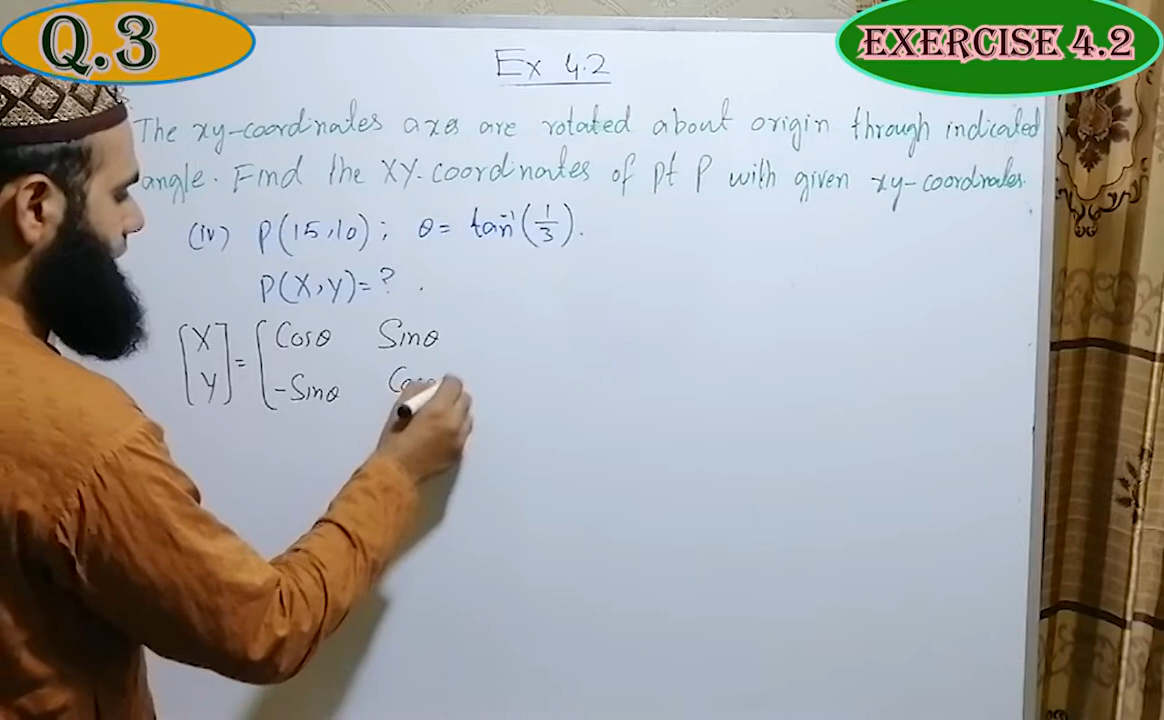 Q.3
EXERCISE 4.2
Ex 4.2
The xy-coordinates axes are rotated about origin through indicated
angle. Find the XY-coordinates of pt P with given xy-coordinates.
(iv) P(15,10); θ = tan⁻¹(1/3).
P(X,Y)=?
[X Y] = [Cosθ Sinθ
-Sinθ